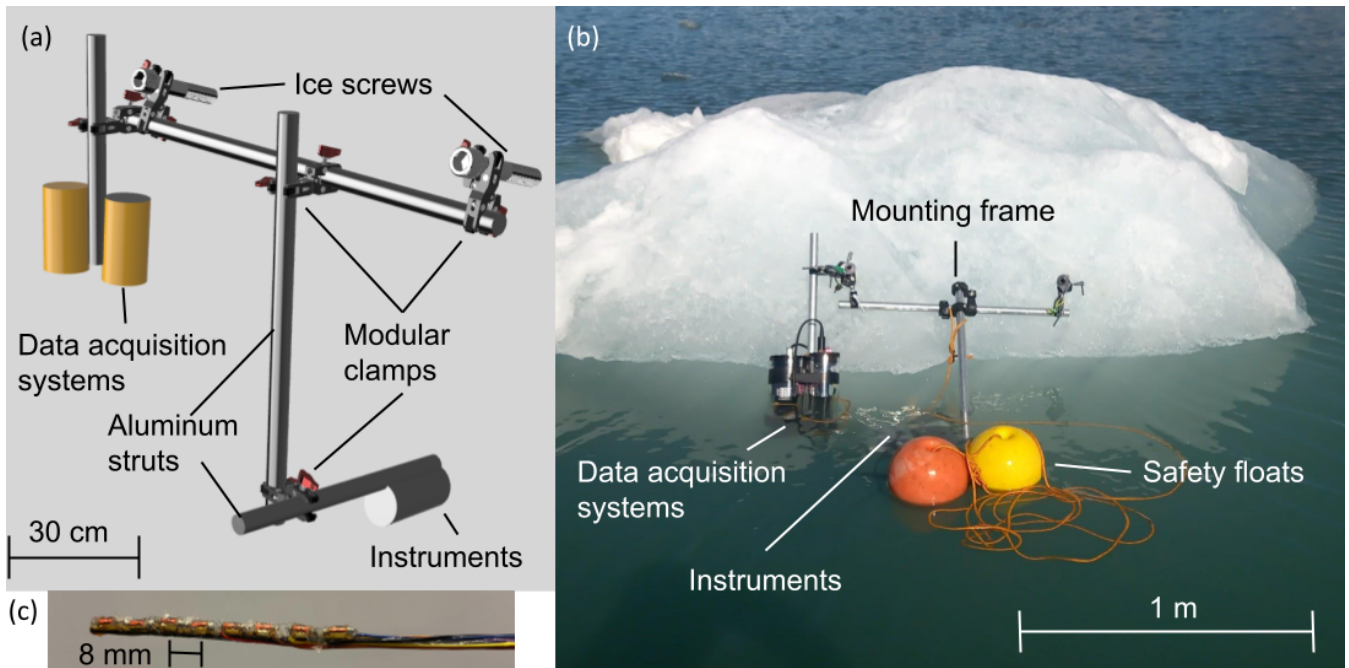 (a)
Ice screws
Data acquisition
systems
Modular
clamps
Aluminum
struts
30 cm
Instruments
(b)
Mounting frame
Data acquisition
systems
Safety floats
Instruments
1 m
(c)
8 mm